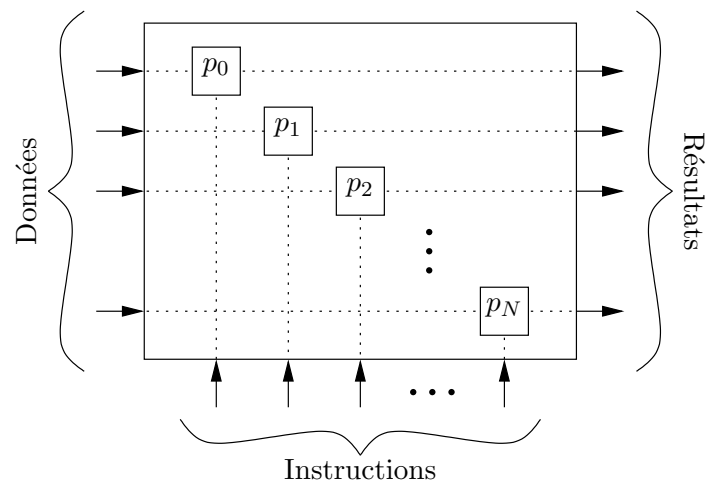 Données
p0
p1
p2
pN
Résultats
Instructions